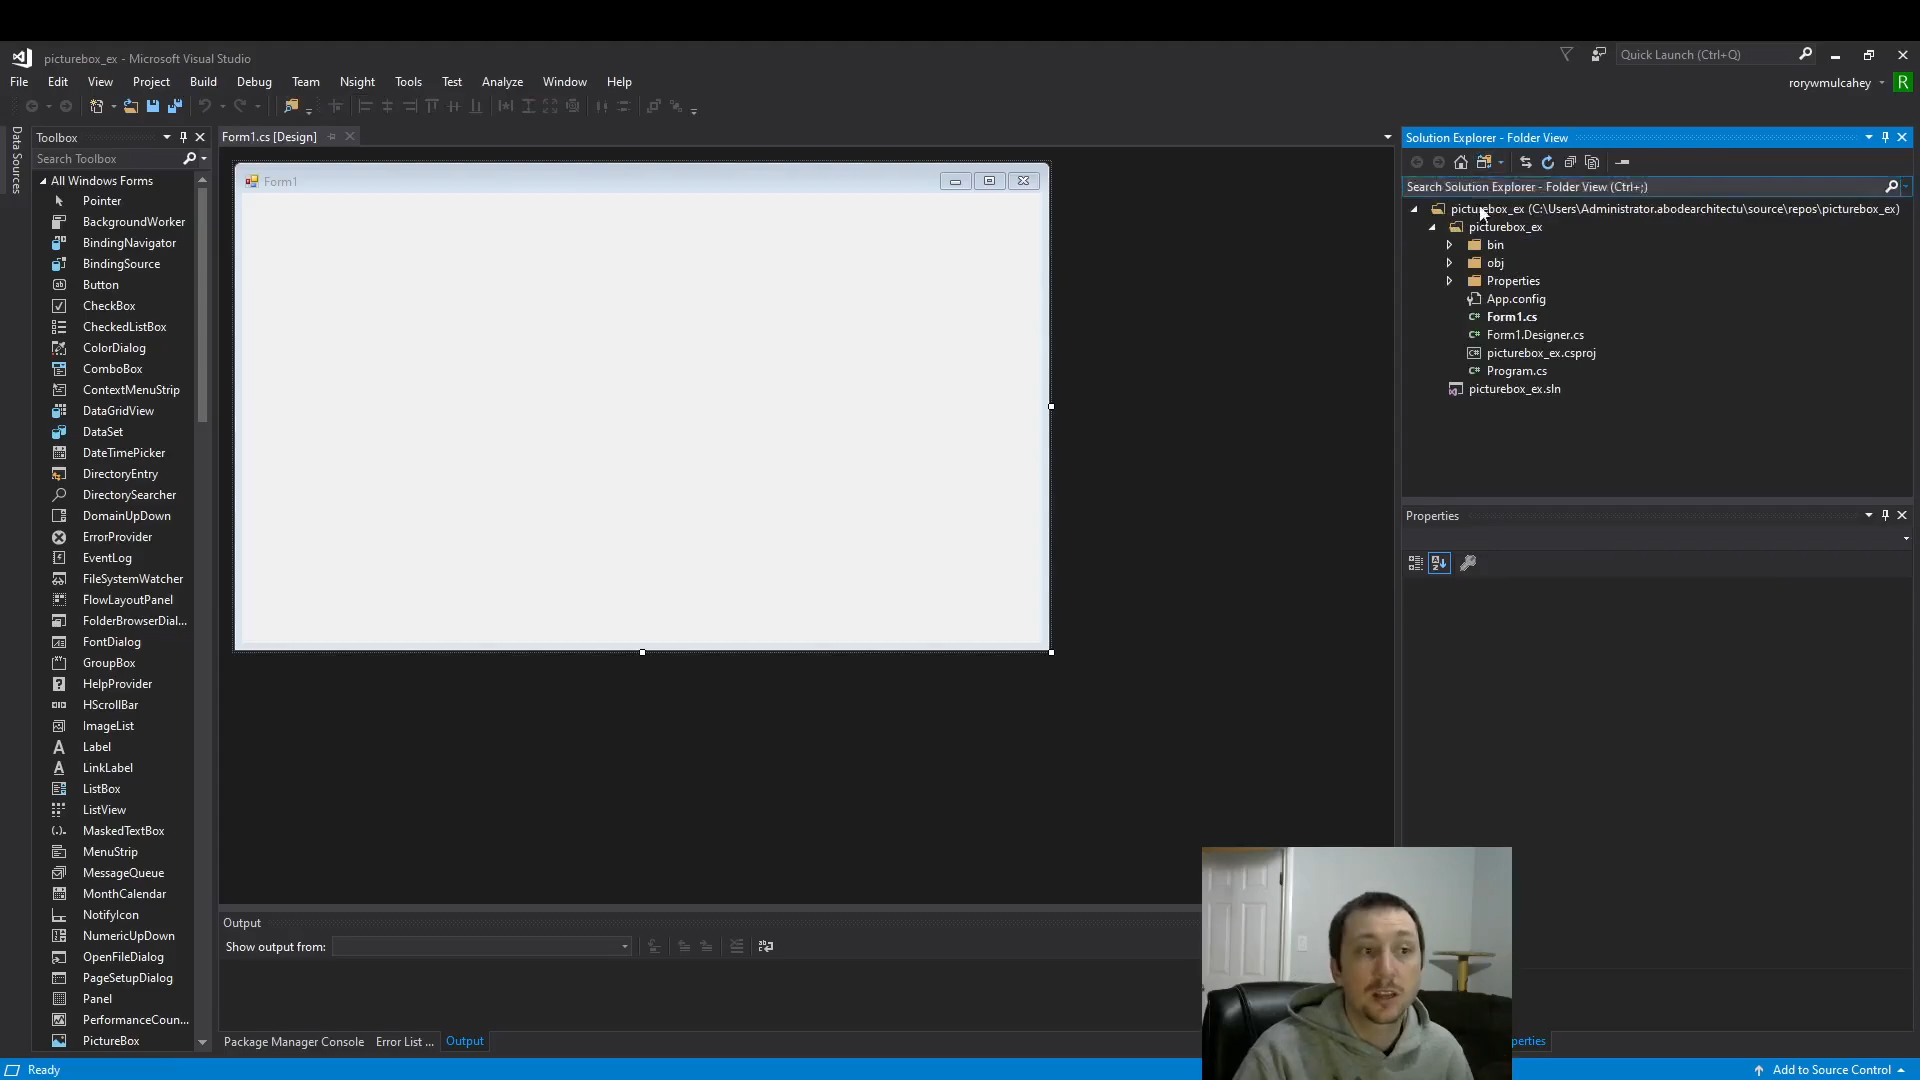 picturebox_ex - Microsoft Visual Studio
Quick Launch (Ctrl+Q)
File Edit View Project Build Debug Team Nsight Tools Test Analyze Window Help
rorywmulcahey R
Data Sources
Toolbox
Search Toolbox
All Windows Forms
Pointer
BackgroundWorker
BindingNavigator
BindingSource
Button
CheckBox
CheckedListBox
ColorDialog
ComboBox
ContextMenuStrip
DataGridView
DataSet
DateTimePicker
DirectoryEntry
DirectorySearcher
DomainUpDown
ErrorProvider
EventLog
FileSystemWatcher
FlowLayoutPanel
FolderBrowserDial...
FontDialog
GroupBox
HelpProvider
HScrollBar
ImageList
Label
LinkLabel
ListBox
ListView
MaskedTextBox
MenuStrip
MessageQueue
MonthCalendar
NotifyIcon
NumericUpDown
OpenFileDialog
PageSetupDialog
Panel
PerformanceCoun...
PictureBox
Form1.cs [Design]
Form1
Output
Show output from:
Package Manager Console Error List ... Output
Solution Explorer - Folder View
Search Solution Explorer - Folder View (Ctrl+;)
picturebox_ex (C:\Users\Administrator.abodearchitectu\source\repos\picturebox_ex)
picturebox_ex
bin
obj
Properties
App.config
Form1.cs
Form1.Designer.cs
picturebox_ex.csproj
Program.cs
picturebox_ex.sln
Properties
perties
Ready
Add to Source Control